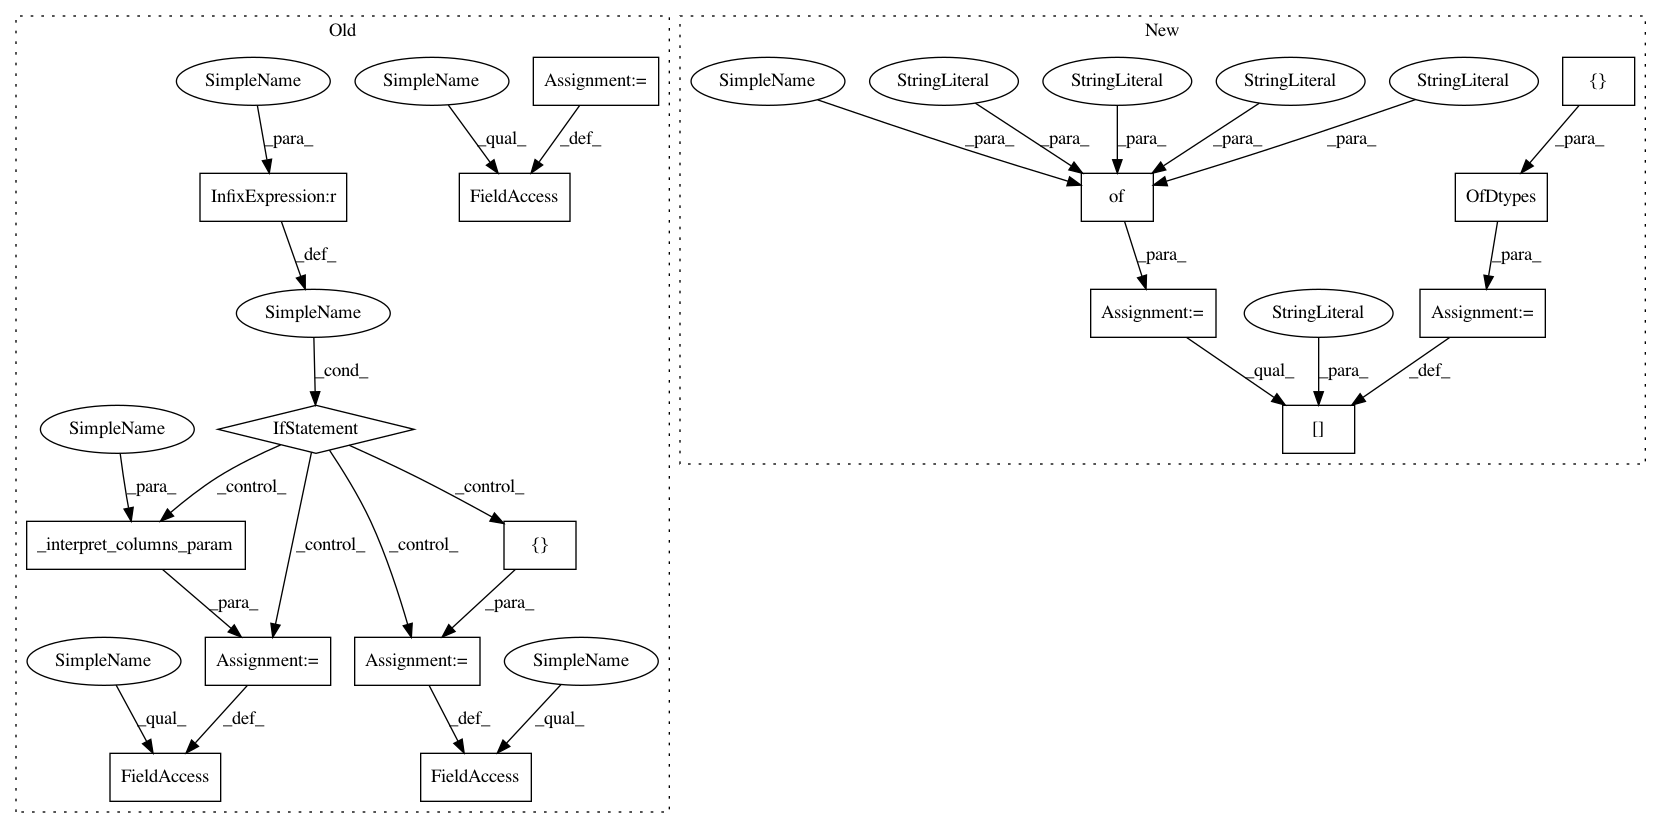 Old
New
SimpleName
SimpleName
Assignment:=
SimpleName
StringLiteral
StringLiteral
StringLiteral
StringLiteral
{}
_para_
_qual_
_def_
_para_
_para_
_para_
_para_
_para_
_para_
InfixExpression:r
FieldAccess
of
OfDtypes
_def_
_para_
_para_
SimpleName
Assignment:=
StringLiteral
Assignment:=
_cond_
_qual_
_para_
_def_
SimpleName
IfStatement
[]
_para_
_control_
_control_
_interpret_columns_param
_control_
_control_
{}
_para_
_para_
SimpleName
Assignment:=
Assignment:=
SimpleName
_qual_
_def_
_def_
_qual_
FieldAccess
FieldAccess